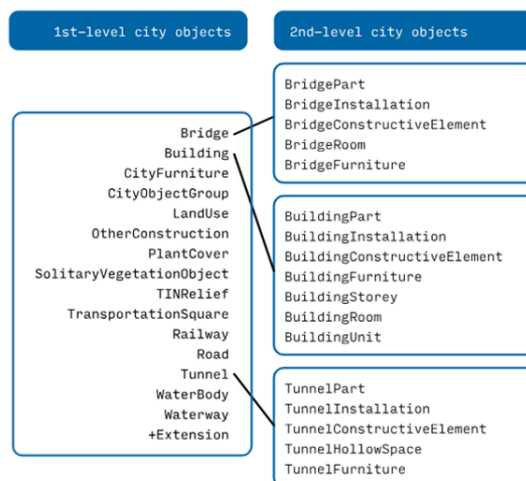 1st-level city objects
2nd-level city objects
Bridge
Building
CityFurniture
CityObjectGroup
LandUse
OtherConstruction
PlantCover
SolitaryVegetationObject
TINRelief
TransportationSquare
Railway
Road
Tunnel
WaterBody
Waterway
+Extension
BridgePart
BridgeInstallation
BridgeConstructiveElement
BridgeRoom
BridgeFurniture
BuildingPart
BuildingInstallation
BuildingConstructiveElement
BuildingFurniture
BuildingStorey
BuildingRoom
BuildingUnit
TunnelPart
TunnelInstallation
TunnelConstructiveElement
TunnelHollowSpace
TunnelFurniture